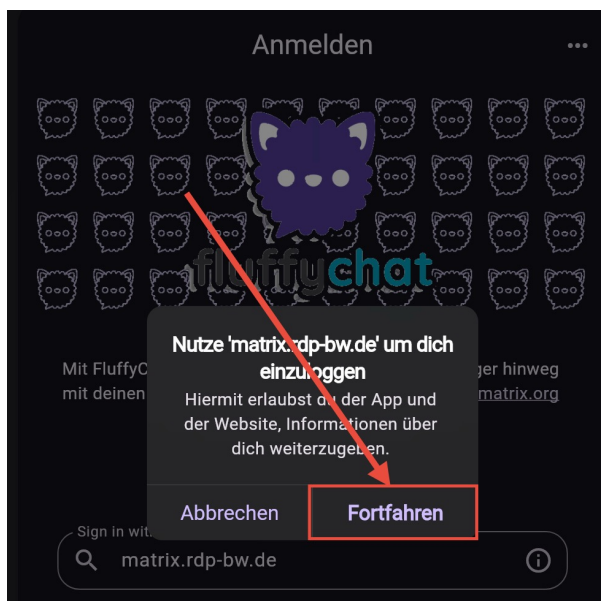 Anmelden
fluffychat
Nutze 'matrix.rdp-bw.de' um dich
einzuloggen
Mit FluffyC
ger hinweg
mit deinen
matrix.org
Hiermit erlaubst du der App und
der Website, Informationen über
dich weiterzugeben.
Abbrechen Fortfahren
Sign in wit
matrix.rdp-bw.de